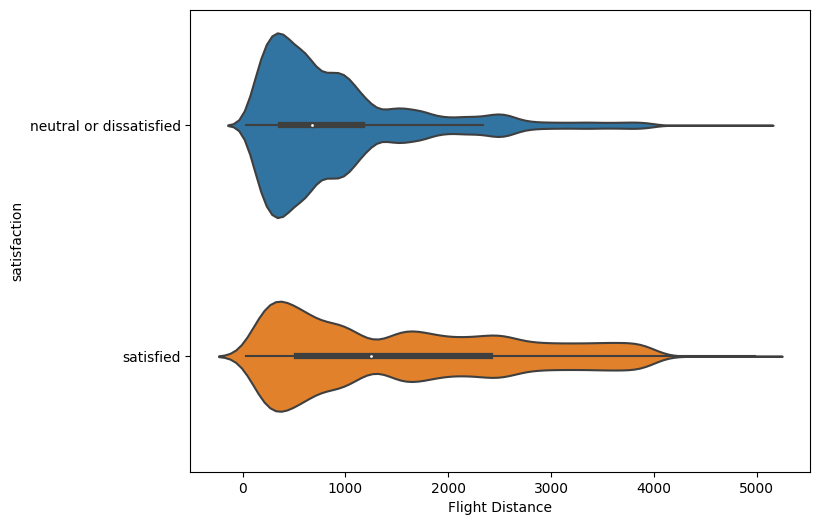 neutral or dissatisfied
satisfaction
satisfied
0 1000 2000 3000 4000 5000
Flight Distance